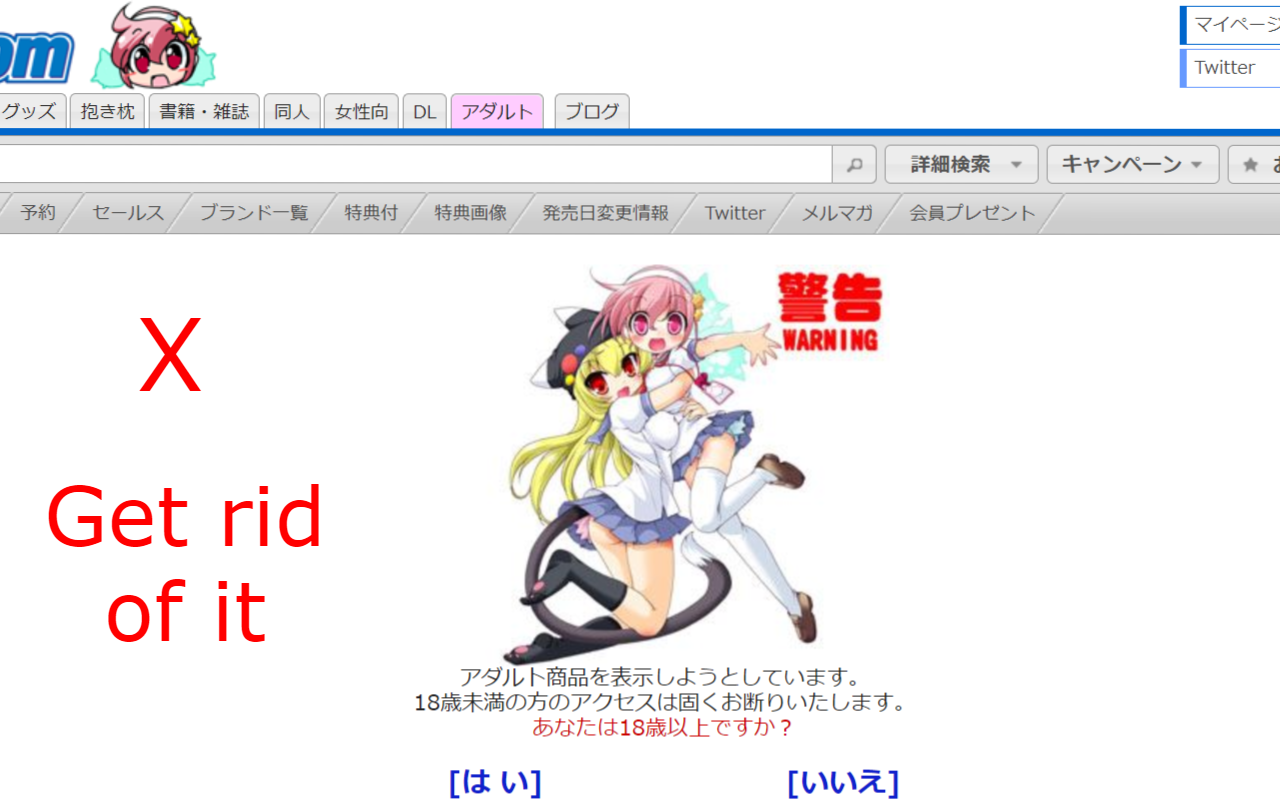 om
マイページ
Twitter
グッズ 抱き枕 書籍・雑誌 同人 女性向 DL アダルト ブログ
詳細検索 キャンペーン お
予約 セールス ブランド一覧 特典付 特典画像 発売日変更情報 Twitter メルマガ 会員プレゼント
警告
WARNING
X
Get rid
of it
アダルト商品を表示しようとしています。
18歳未満の方のアクセスは固くお断りいたします。
あなたは18歳以上ですか？
[は い] [いいえ]